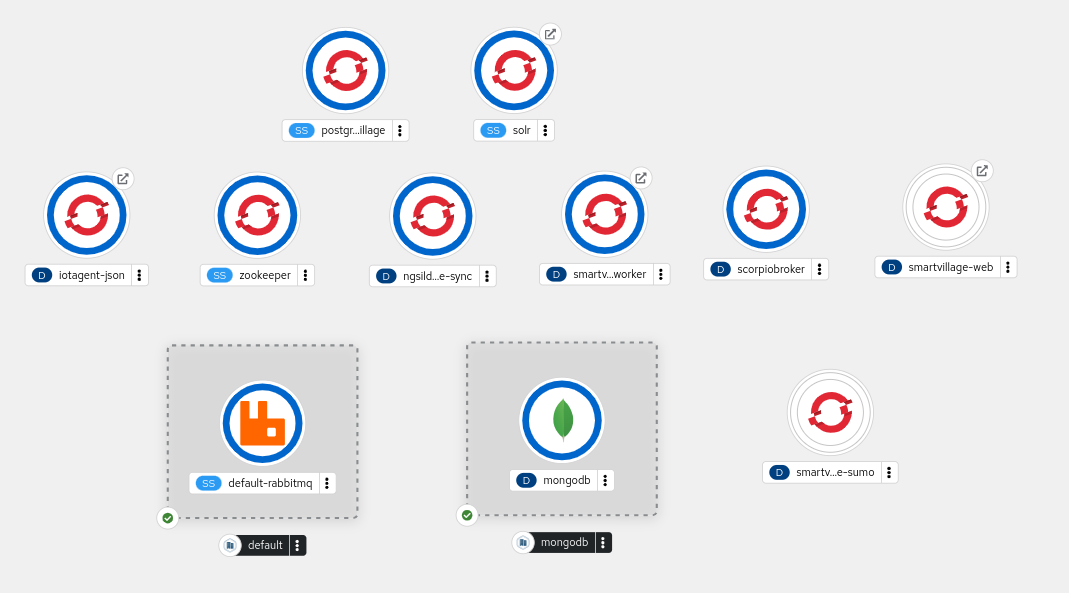 SS postgr...illage
SS solr
D iotagent-json
SS zookeeper
D ngsild...e-sync
D smartv...worker
D scorpiobroker
D smartvillage-web
SS default-rabbitmq
D mongodb
D smartv...e-sumo
default
mongodb